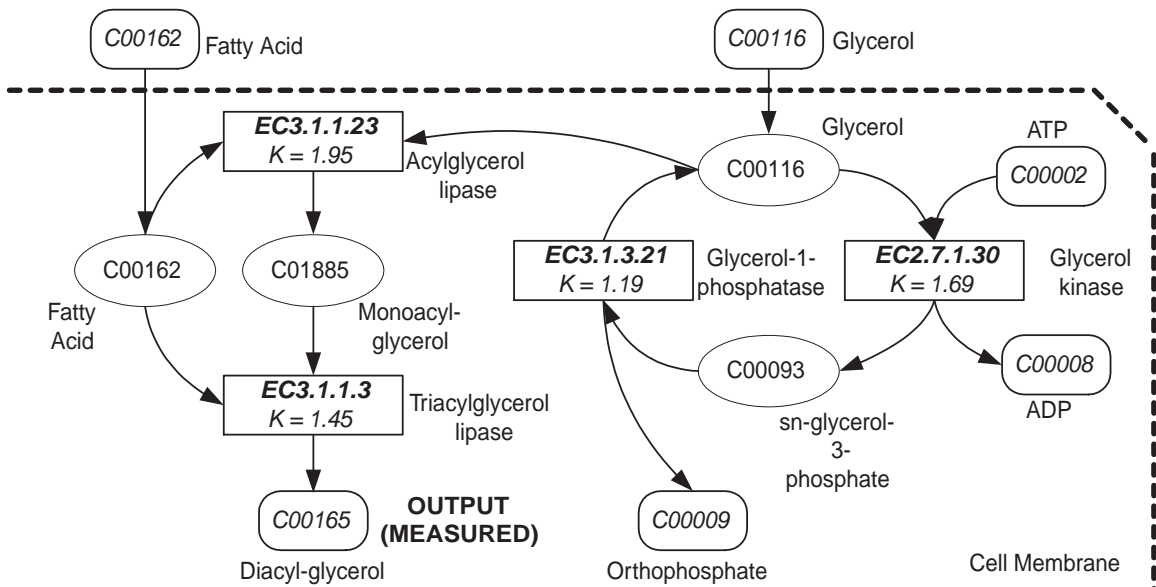 C00162
Fatty Acid
C00116
Glycerol
EC3.1.1.23
K = 1.95
Acylglycerol
lipase
Glycerol
C00116
ATP
C00002
C00162
Fatty
Acid
C01885
Monoacyl-
glycerol
EC3.1.3.21
K = 1.19
Glycerol-1-
phosphatase
EC2.7.1.30
K = 1.69
Glycerol
kinase
EC3.1.1.3
K = 1.45
Triacylglycerol
lipase
C00093
sn-glycerol-
3-
phosphate
C00008
ADP
C00165
Diacyl-glycerol
OUTPUT
(MEASURED)
C00009
Orthophosphate
Cell Membrane